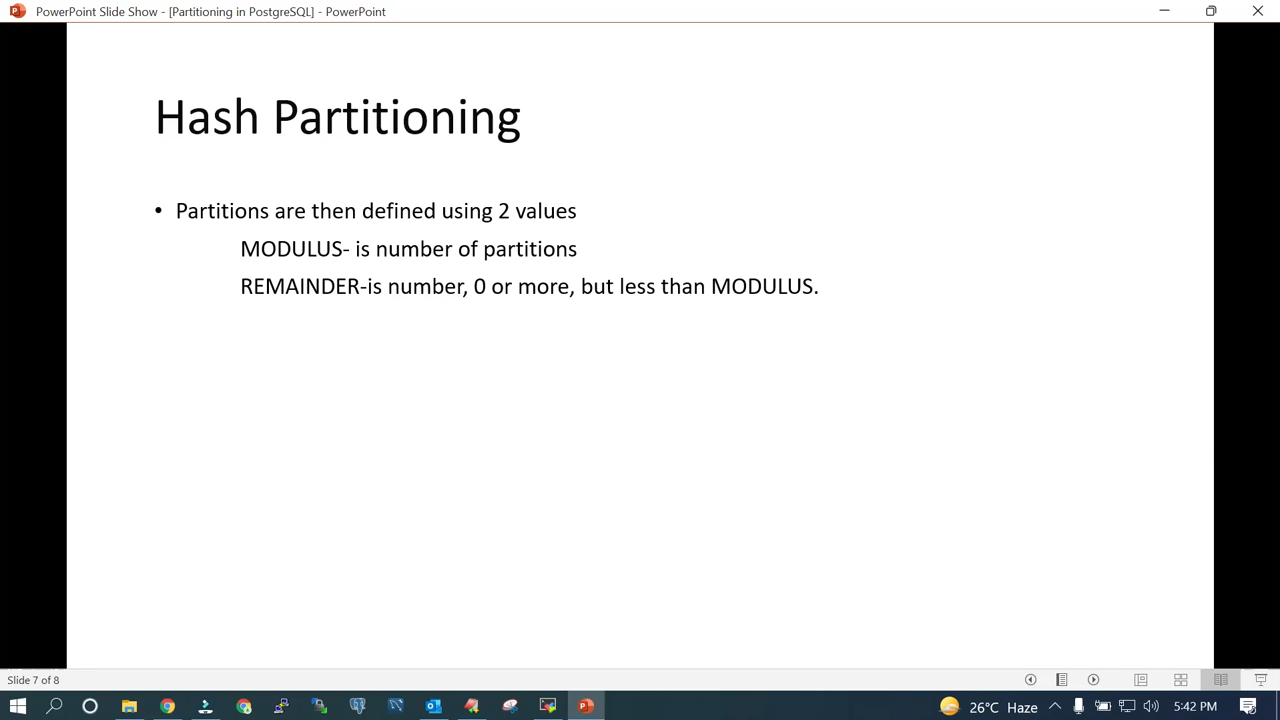 PowerPoint Slide Show - [Partitioning in PostgreSQL] - PowerPoint
Hash Partitioning
• Partitions are then defined using 2 values
MODULUS- is number of partitions
REMAINDER-is number, 0 or more, but less than MODULUS.
Slide 7 of 8
26°C Haze 5:42 PM